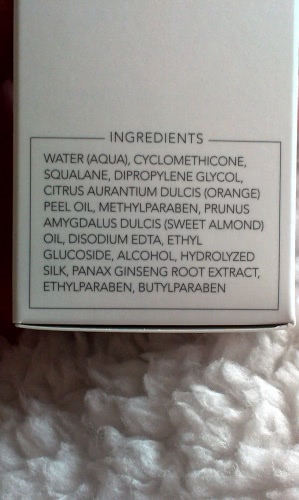 INGREDIENTS
WATER (AQUA), CYCLOMETHICONE,
SQUALANE, DIPROPYLENE GLYCOL,
CITRUS AURANTIUM DULCIS (ORANGE)
PEEL OIL, METHYLPARABEN, PRUNUS
AMYGDALUS DULCIS (SWEET ALMOND)
OIL, DISODIUM EDTA, ETHYL
GLUCOSIDE, ALCOHOL, HYDROLYZED
SILK, PANAX GINSENG ROOT EXTRACT,
ETHYLPARABEN, BUTYLPARABEN